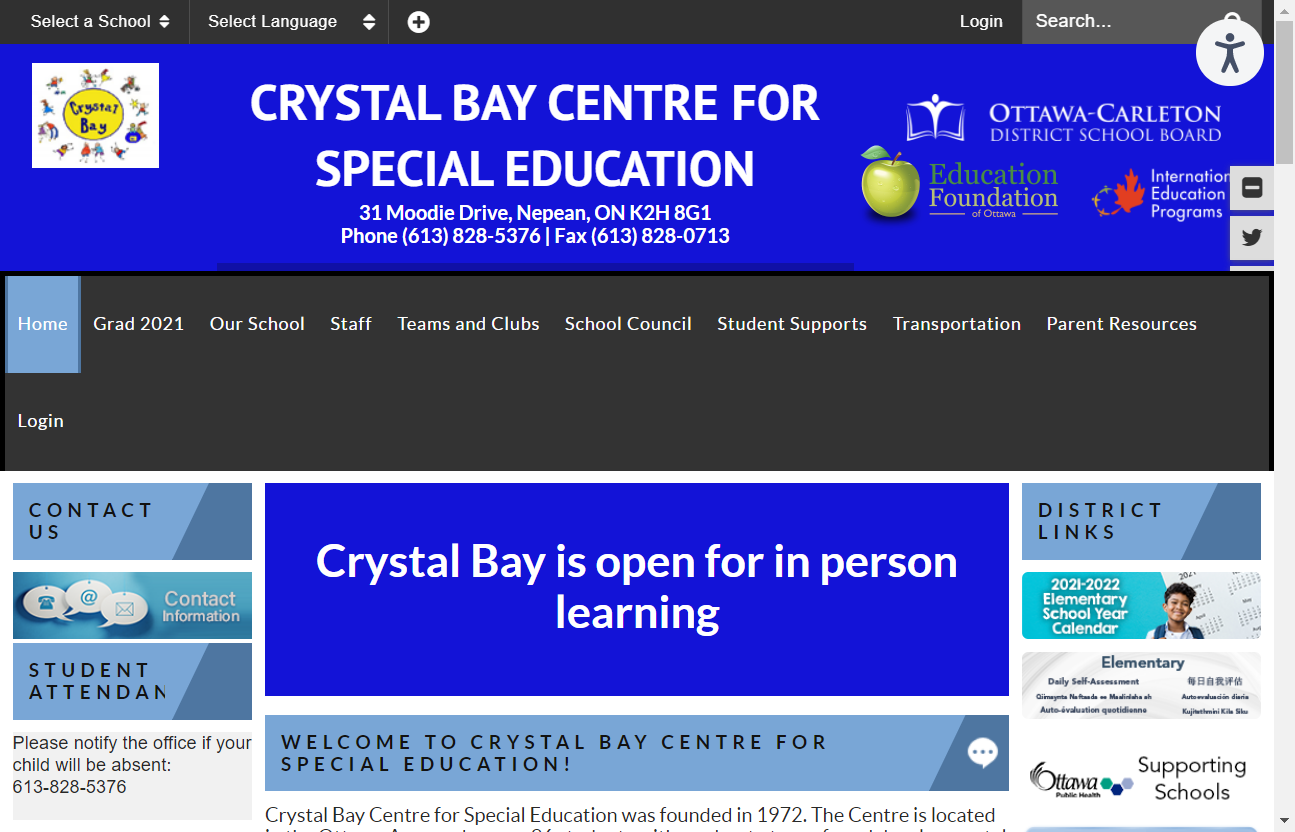 Select a School
Select Language
Login
Search...
Crystal
Bay
CRYSTAL BAY CENTRE FOR
SPECIAL EDUCATION
31 Moodie Drive, Nepean, ON K2H 8G1
Phone (613) 828-5376 | Fax (613) 828-0713
OTTAWA-CARLETON
DISTRICT SCHOOL BOARD
Education
Foundation
of Ottawa
Internation
Education
Programs
Home
Grad 2021
Our School
Staff
Teams and Clubs
School Council
Student Supports
Transportation
Parent Resources
Login
CONTACT
US
Contact
Information
STUDENT
ATTENDAN
Please notify the office if your
child will be absent:
613-828-5376
Crystal Bay is open for in person
learning
WELCOME TO CRYSTAL BAY CENTRE FOR
SPECIAL EDUCATION!
Crystal Bay Centre for Special Education was founded in 1972. The Centre is located
DISTRICT
LINKS
2021-2022
Elementary
School Year
Calendar
Elementary
Daily Self-Assessment
每日自我评估
Qiimaynta Naftaada ee Maalinlaha ah
Autoevaluación diaria
Auto-évaluation quotidienne
Kujitathmini Kila Siku
Ottawa
Public Health
Supporting
Schools